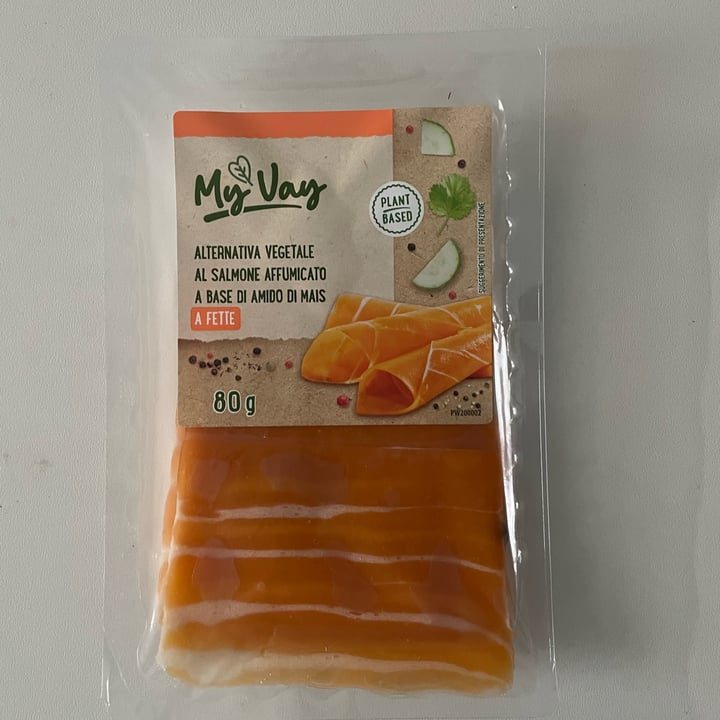 My Vay
PLANT
BASED
ALTERNATIVA VEGETALE
AL SALMONE AFFUMICATO
A BASE DI AMIDO DI MAIS
A FETTE
80 g
SUGGERIMENTO DI PRESENTAZIONE
PW200002